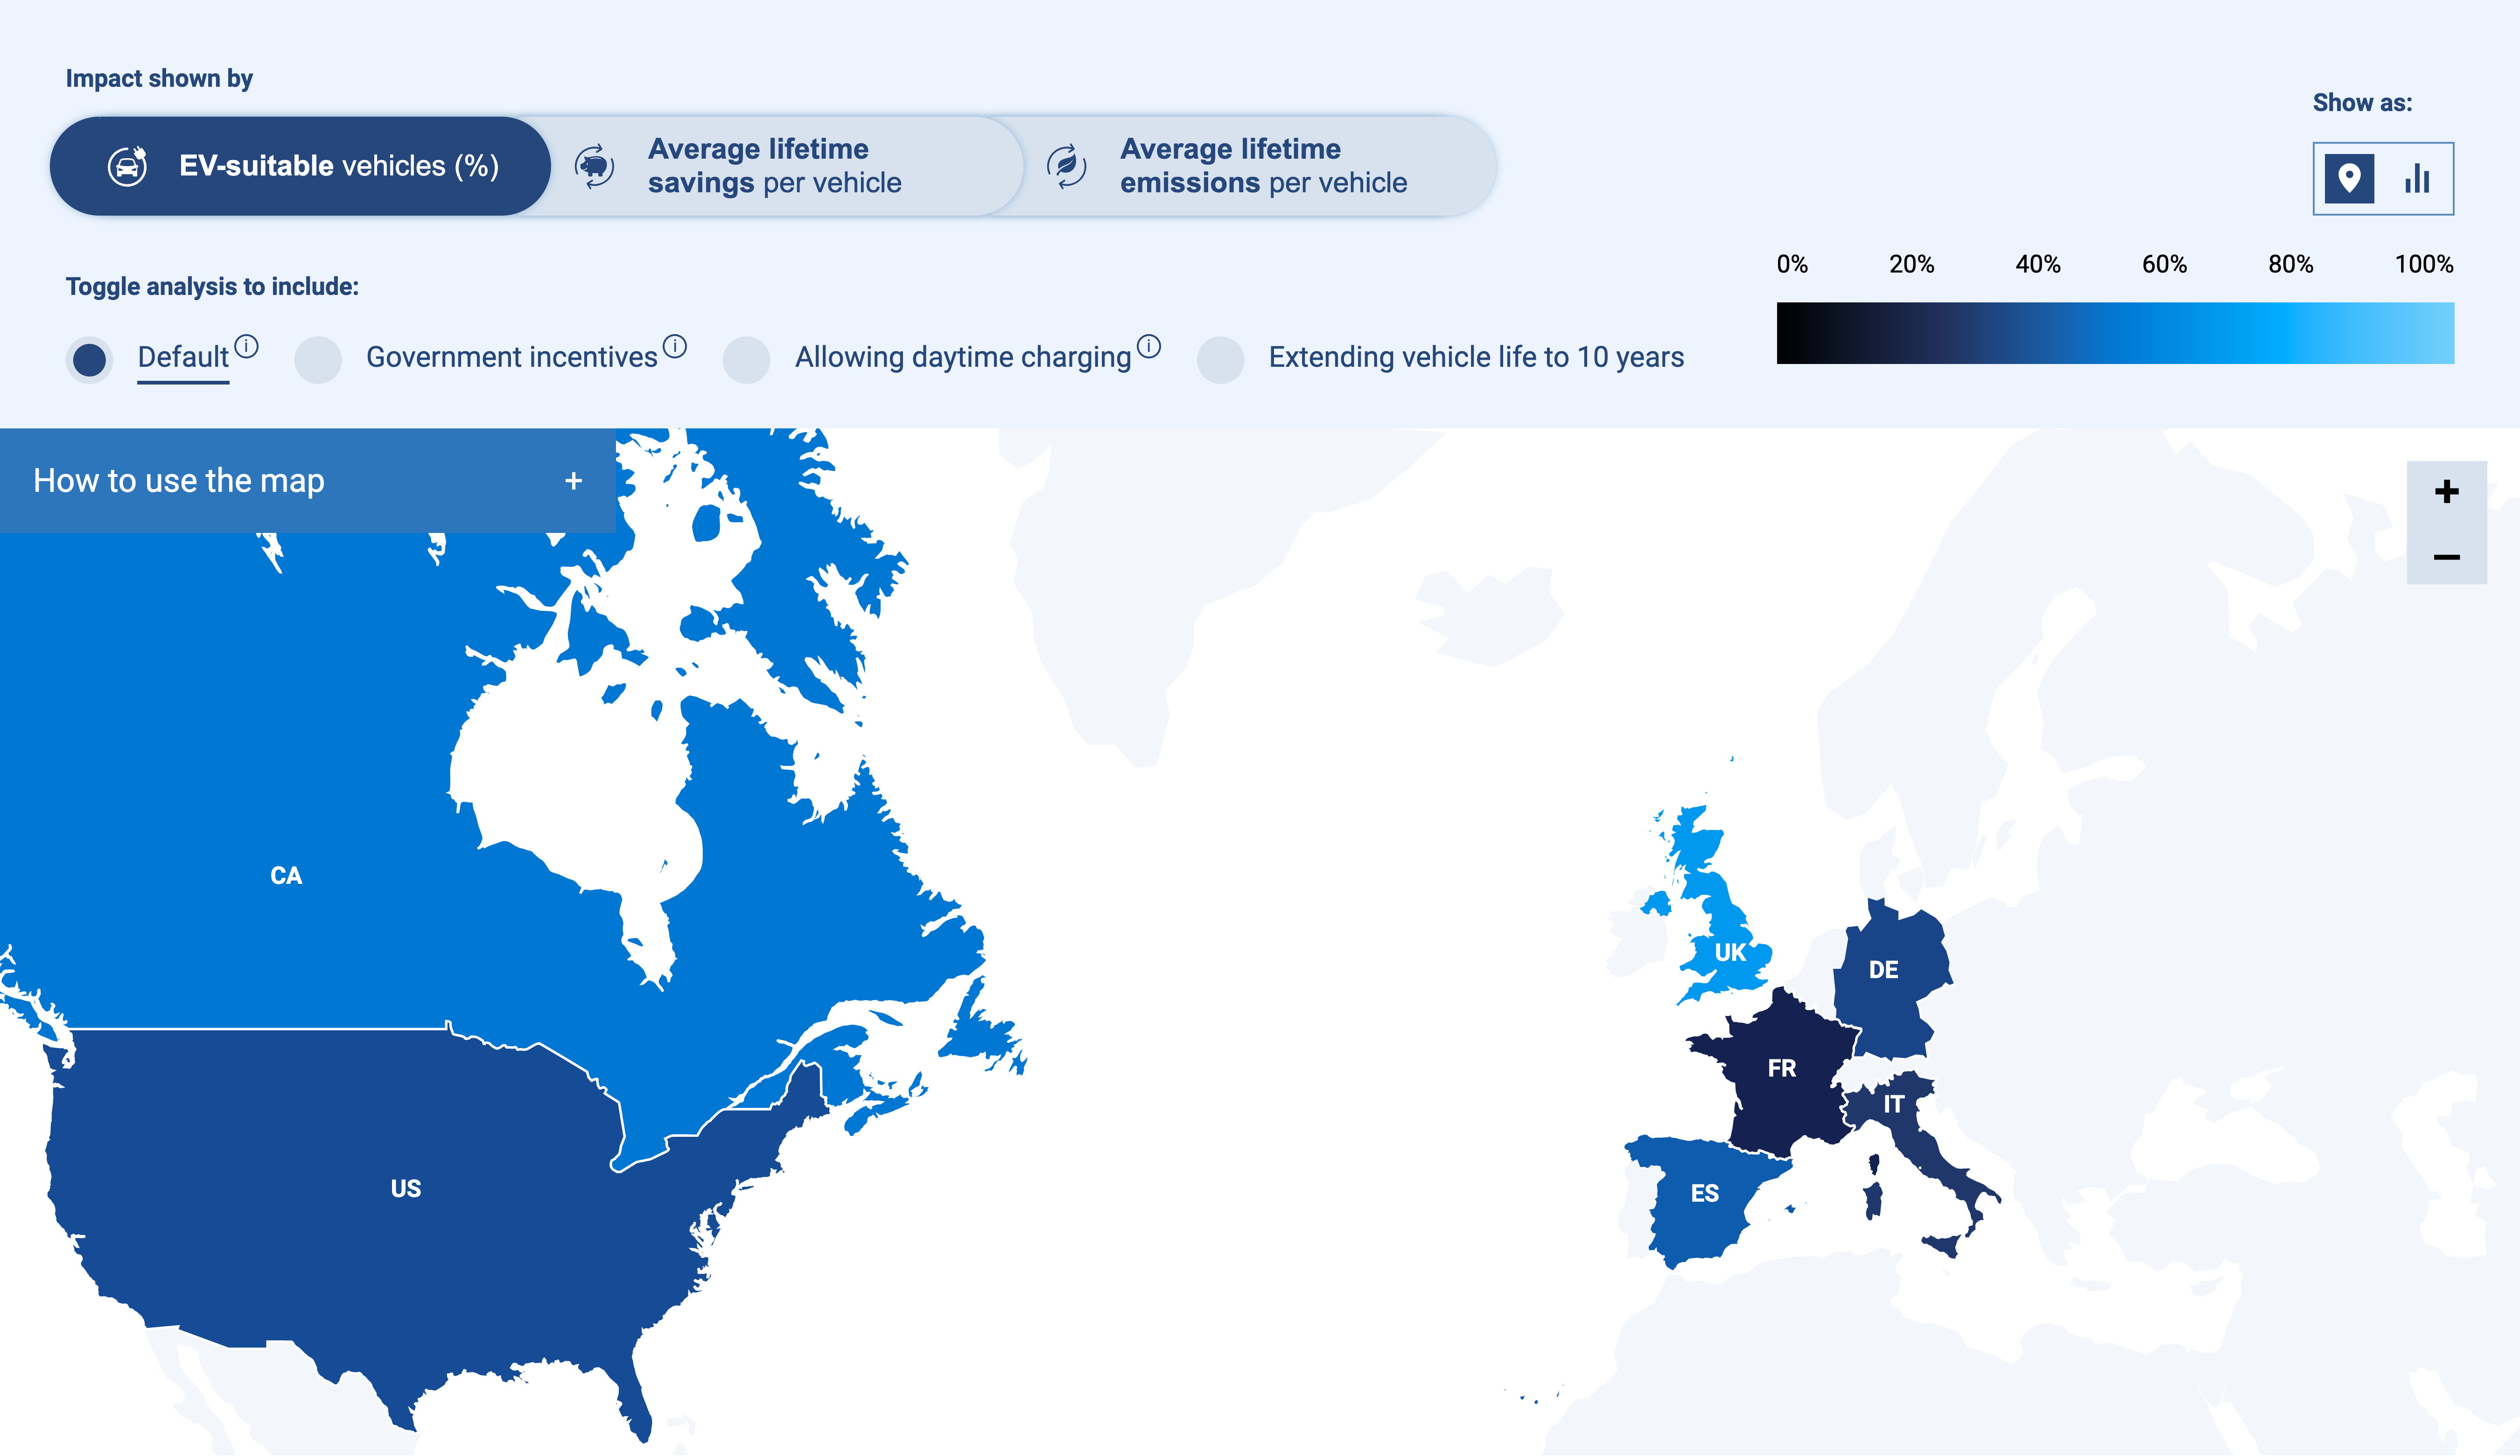 Impact shown by
EV-suitable vehicles (%)
Average lifetime
savings per vehicle
Average lifetime
emissions per vehicle
Show as:
0% 20% 40% 60% 80% 100%
Toggle analysis to include:
Default i
Government incentives i
Allowing daytime charging i
Extending vehicle life to 10 years
How to use the map +
+
−
CA
US
UK
DE
FR
IT
ES